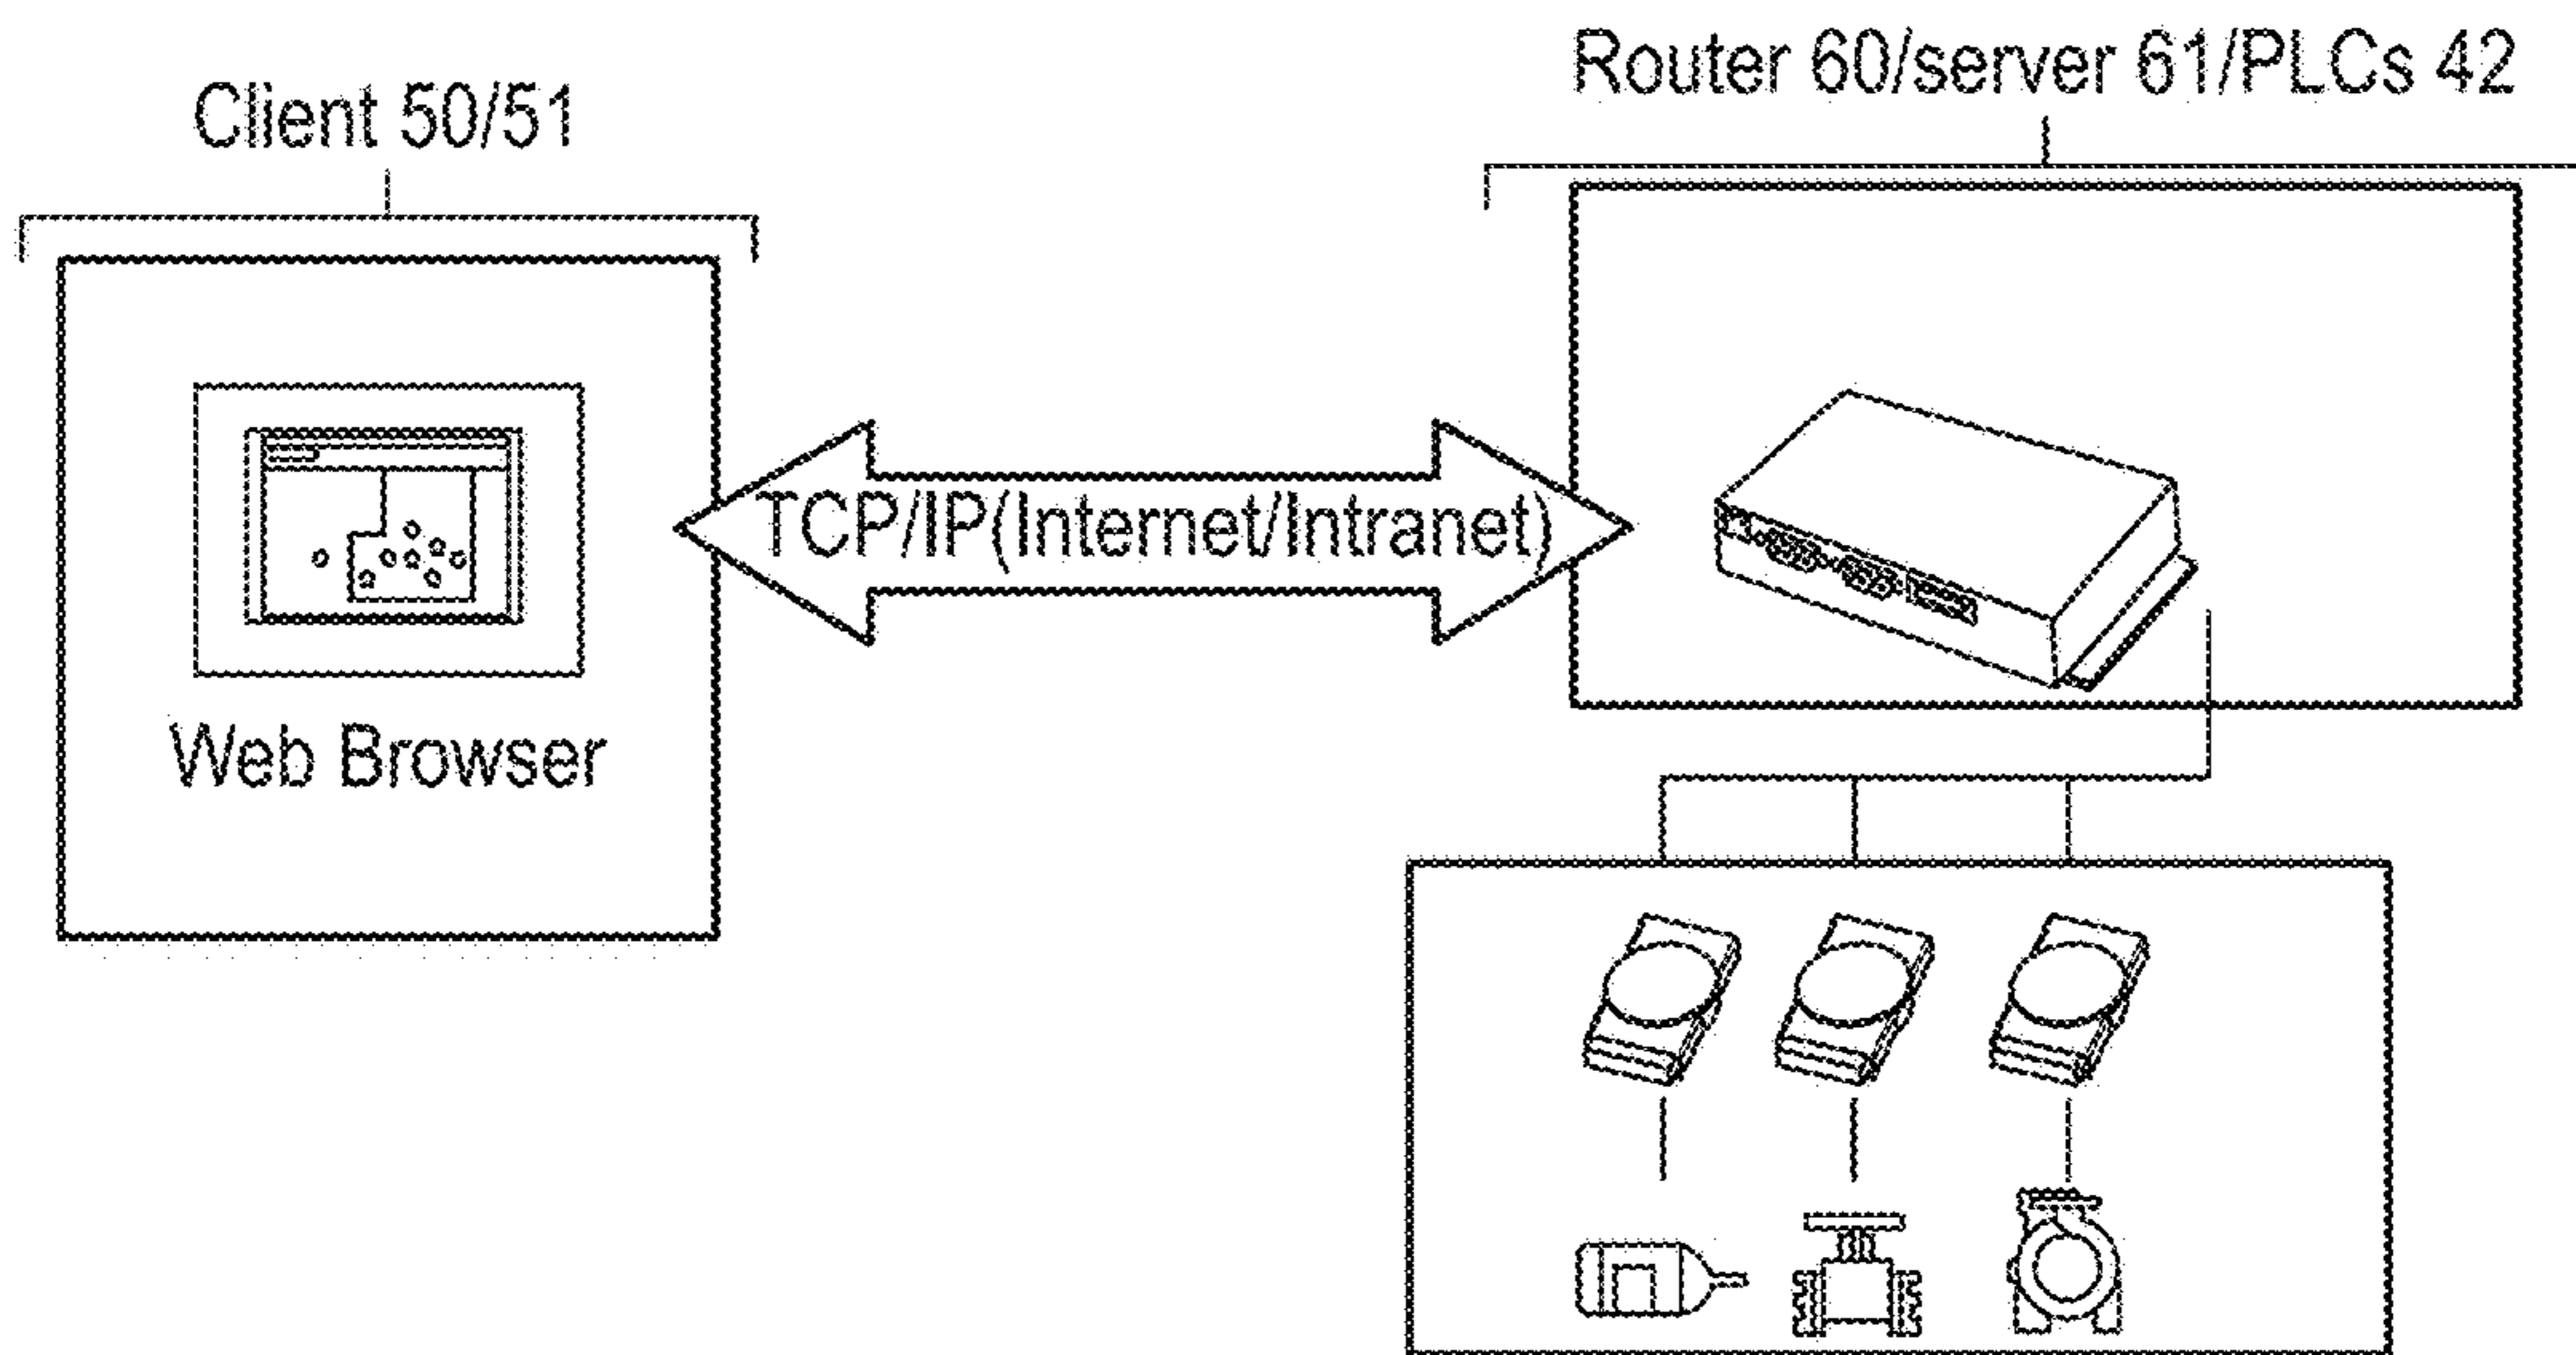 Client 50/51
Router 60/server 61/PLCs 42
TCP/IP(Internet/Intranet)
Web Browser